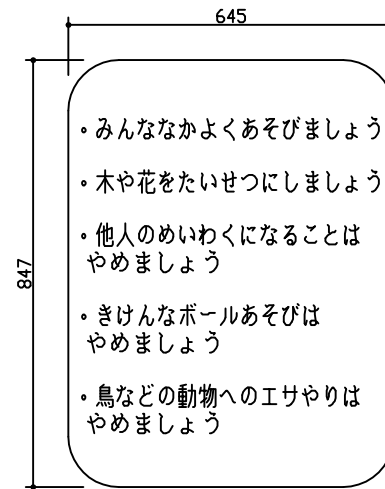 645
847
・みんななかよくあそびましょう
・木や花をたいせつにしましょう
・他人のめいわくになることは
やめましょう
・きけんなボールあそびは
やめましょう
・鳥などの動物へのエサやりは
やめましょう